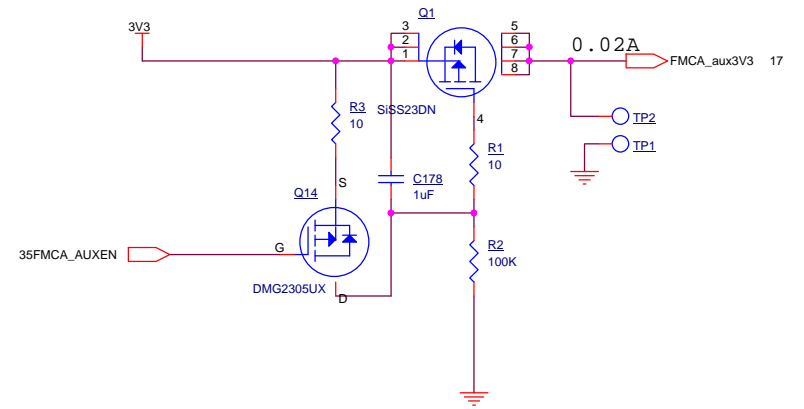 Q1
3V3
3
2
1
5
6
7
8
0.02A
FMCA_aux3V3 17
R3
10
SiSS23DN
4
TP2
TP1
R1
10
C178
1uF
S
Q14
R2
100K
G
35FMCA_AUXEN
DMG2305UX
D